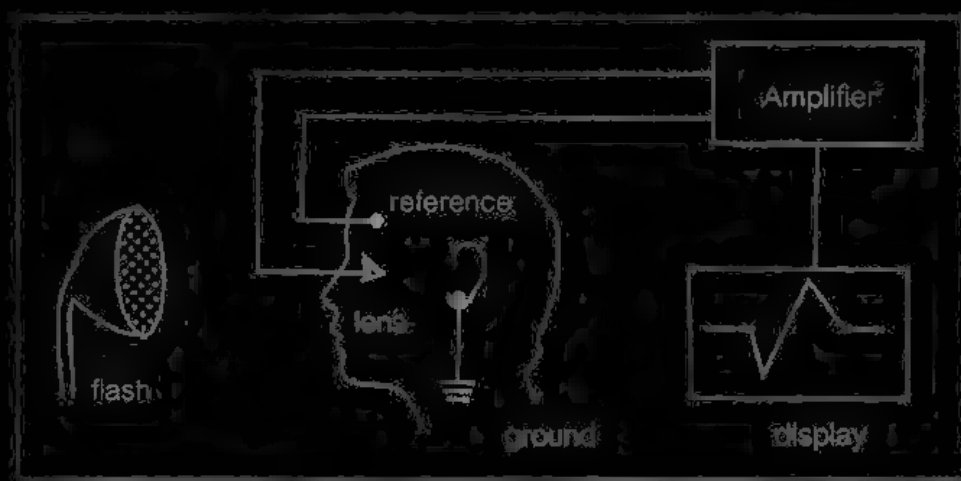 Amplifier
reference
lens
flash
ground
display